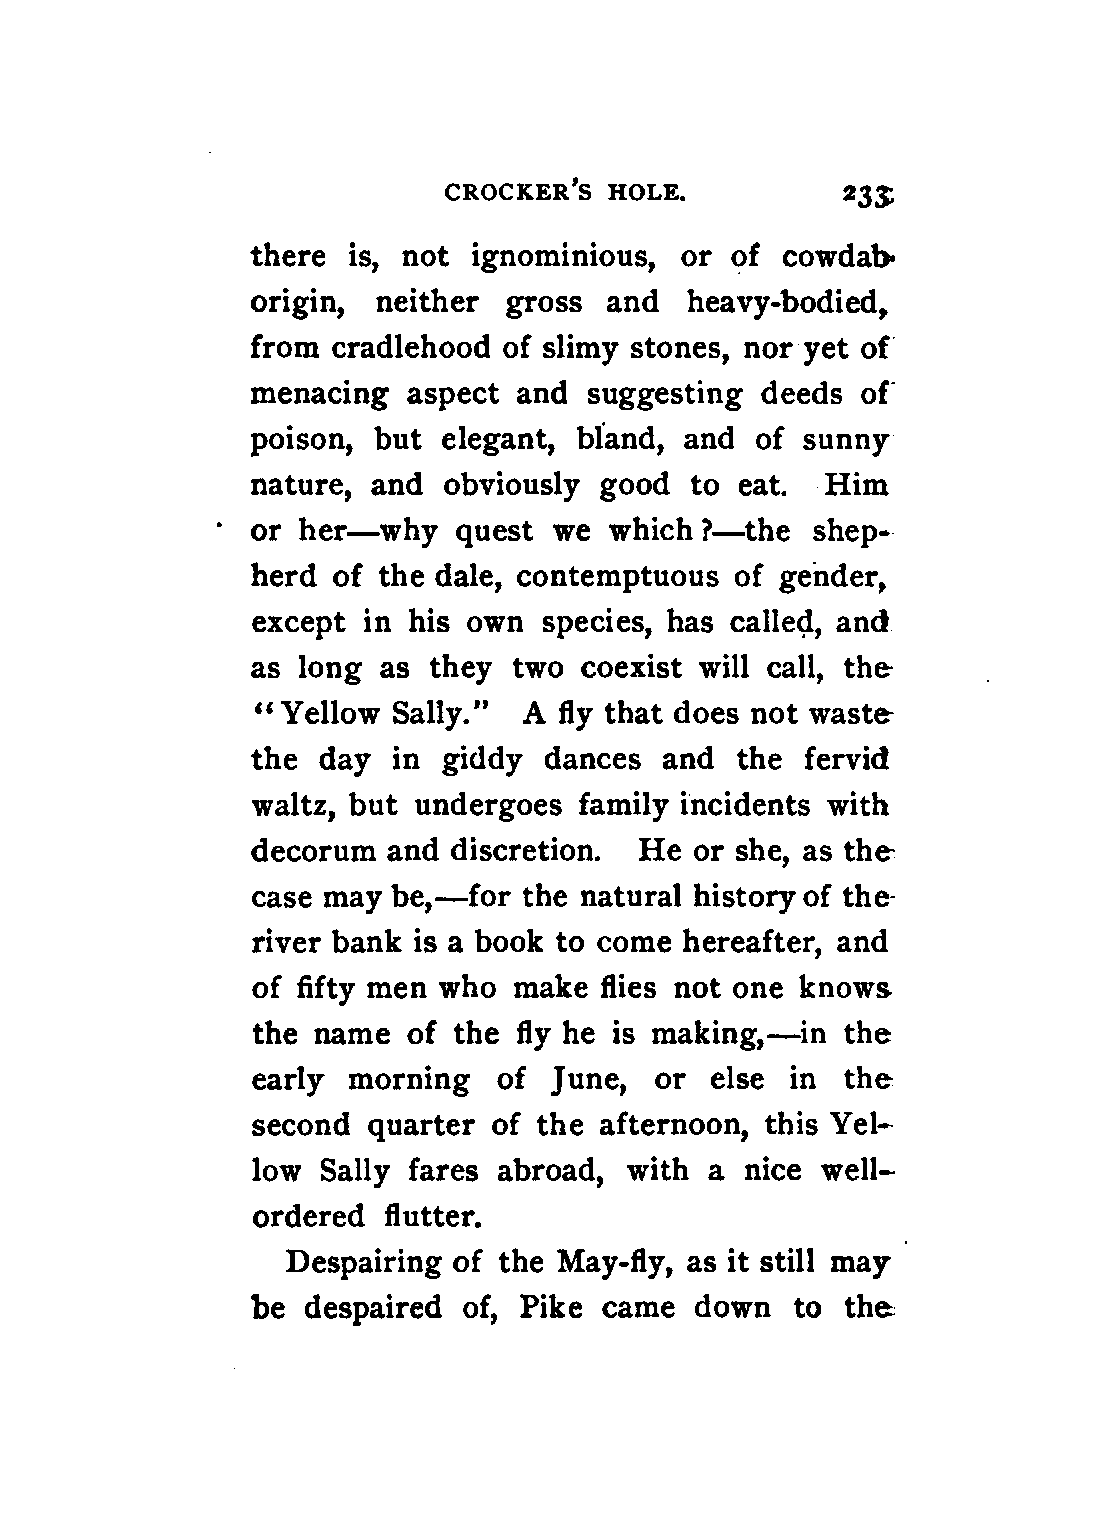 CROCKER'S HOLE. 233
there is, not ignominious, or of cowdab
origin, neither gross and heavy-bodied,
from cradlehood of slimy stones, nor yet of
menacing aspect and suggesting deeds of
poison, but elegant, bland, and of sunny
nature, and obviously good to eat. Him
or her—why quest we which?—the shep-
herd of the dale, contemptuous of gender,
except in his own species, has called, and
as long as they two coexist will call, the
“Yellow Sally.” A fly that does not waste
the day in giddy dances and the fervid
waltz, but undergoes family incidents with
decorum and discretion. He or she, as the
case may be,—for the natural history of the
river bank is a book to come hereafter, and
of fifty men who make flies not one knows
the name of the fly he is making,—in the
early morning of June, or else in the
second quarter of the afternoon, this Yel-
low Sally fares abroad, with a nice well-
ordered flutter.
Despairing of the May-fly, as it still may
be despaired of, Pike came down to the